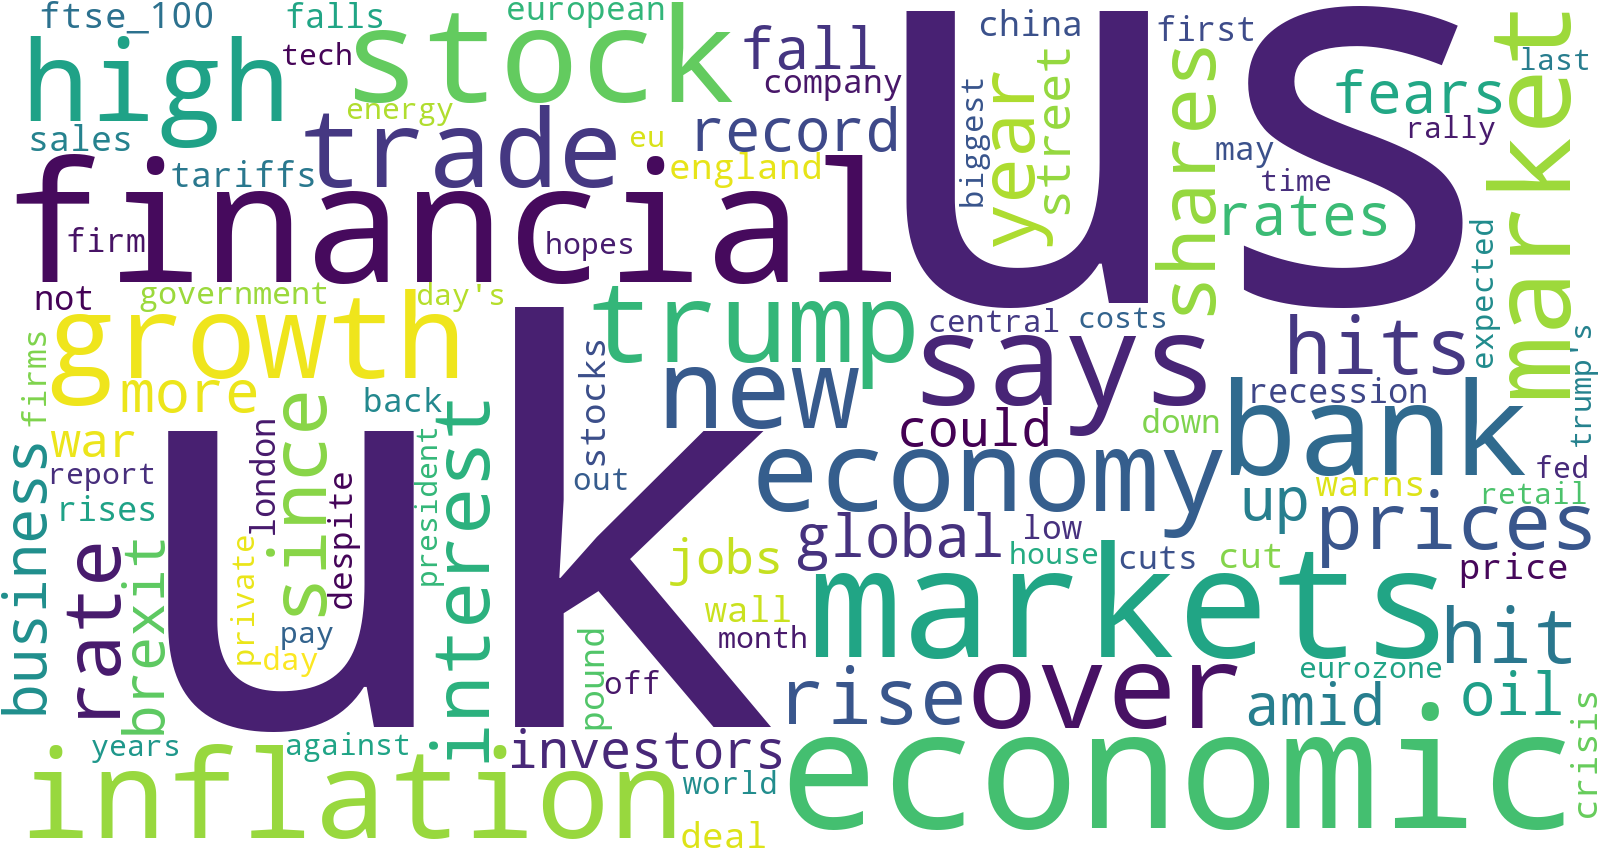 ftse_100
falls
european
stock
us
china
first
market
last
high
tech
fall
company
year
street
shares
fears
rally
energy
trade
eu
record
biggest
may
sales
tariffs
england
time
financial
rates
firm
hopes
expected
not
government
day's
trump
central
costs
hits
growth
uk
says
trump's
firms
more
back
stocks
new
recession
since
interest
could
down
bank
war
london
president
economy
fed
report
despite
out
up
warns
retail
business
rises
global
low
prices
rate
brexit
private
jobs
house
cuts
cut
price
pay
wall
markets
day
month
hit
pound
off
rise
over
eurozone
amid
oil
crisis
years
against
investors
economic
inflation
world
deal